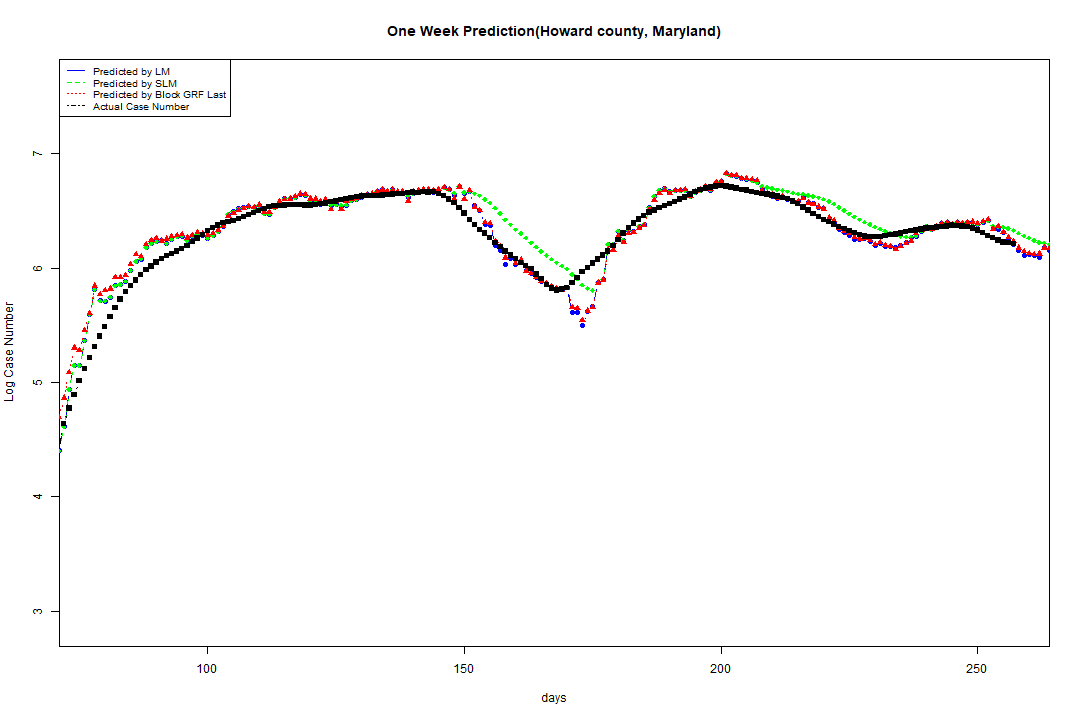 One Week Prediction(Howard county, Maryland)
Predicted by LM
Predicted by SLM
Predicted by Block GRF Last
Actual Case Number
7
6
5
4
3
Log Case Number
100 150 200 250
days